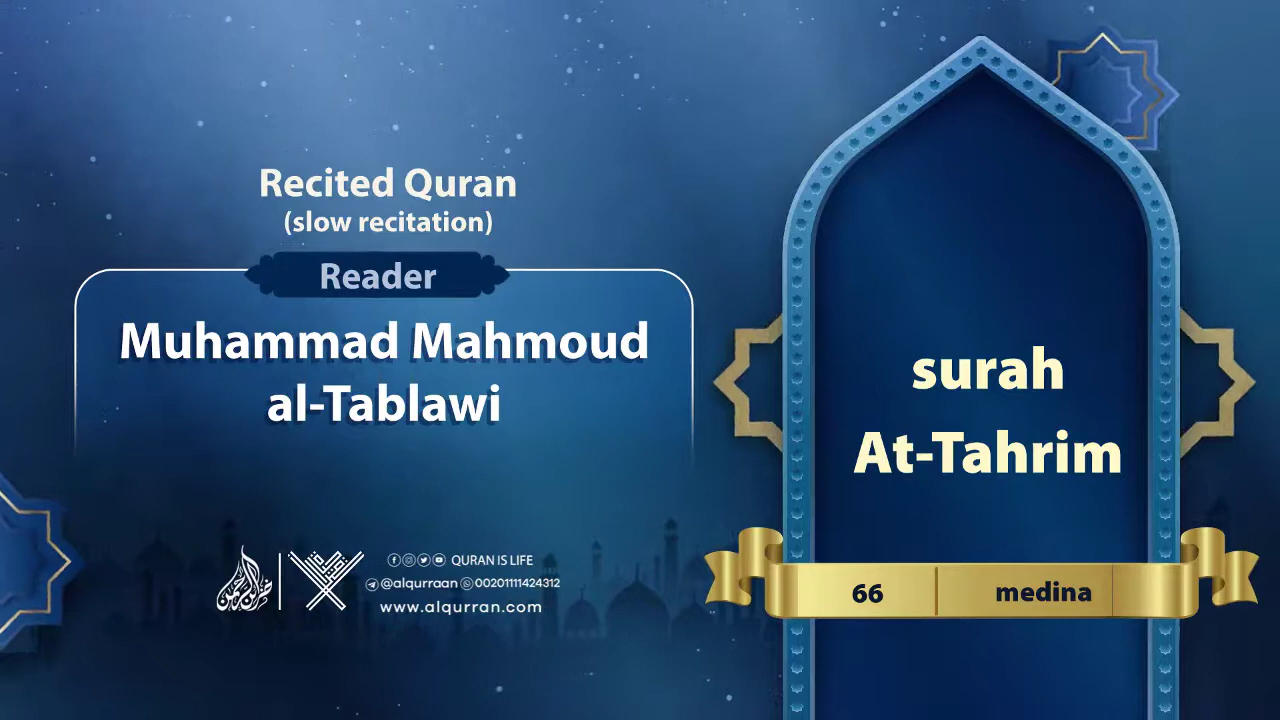 Recited Quran
(slow recitation)
Reader
Muhammad Mahmoud
al-Tablawi
QURAN IS LIFE
@alqurraan 00201111424312
www.alqurran.com
surah
At-Tahrim
66 medina